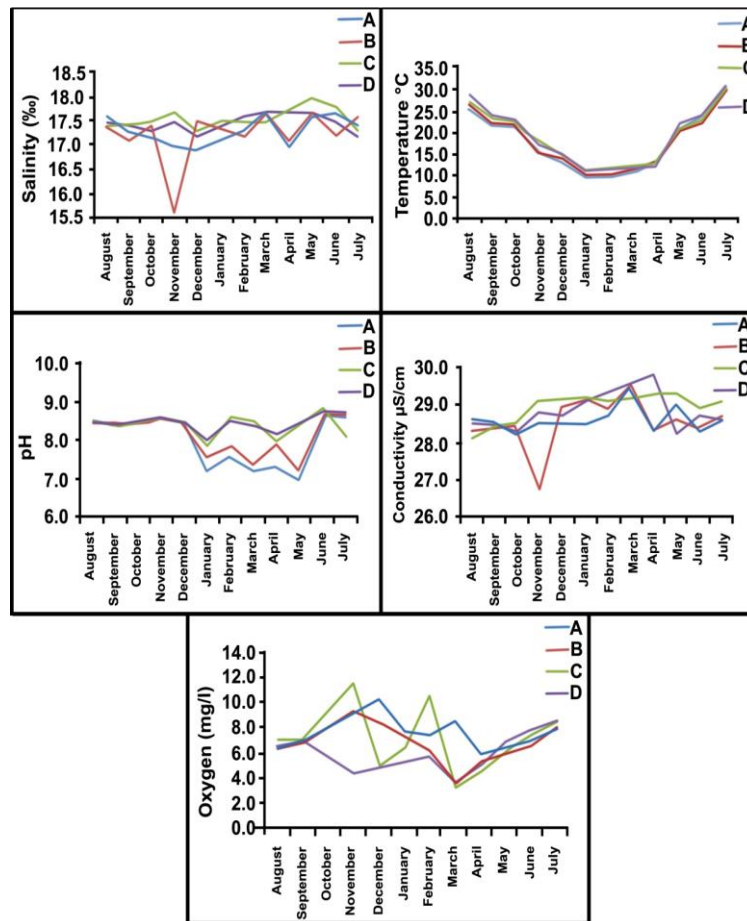 A
B
C
D
18.5
18.0
17.5
17.0
16.5
16.0
15.5
Salinity (‰)
August
September
October
November
December
January
February
March
April
May
June
July
A
B
C
D
35.0
30.0
25.0
20.0
15.0
10.0
5.0
0.0
Temperature °C
August
September
October
November
December
January
February
March
April
May
June
July
A
B
C
D
10.0
9.0
8.0
7.0
6.0
pH
August
September
October
November
December
January
February
March
April
May
June
July
A
B
C
D
30.0
29.0
28.0
27.0
26.0
Conductivity µS/cm
August
September
October
November
December
January
February
March
April
May
June
July
A
B
C
D
14.0
12.0
10.0
8.0
6.0
4.0
2.0
0.0
Oxygen (mg/l)
August
September
October
November
December
January
February
March
April
May
June
July